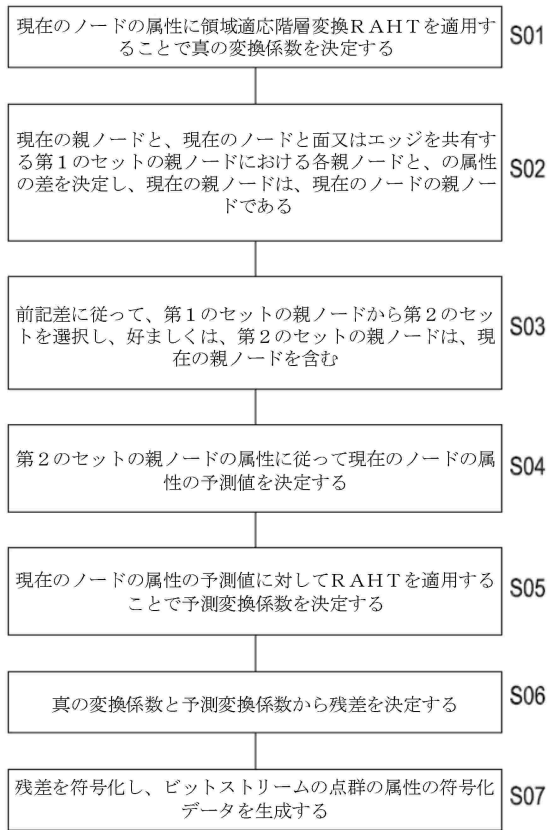 現在のノードの属性に領域適応階層変換ＲＡＨＴを適用す
ることで真の変換係数を決定する
S01
現在の親ノードと、現在のノードと面又はエッジを共有す
る第１のセットの親ノードにおける各親ノードと、の属性
の差を決定し、現在の親ノードは、現在のノードの親ノー
ドである
S02
前記差に従って、第１のセットの親ノードから第２のセッ
トを選択し、好ましくは、第２のセットの親ノードは、現
在の親ノードを含む
S03
第２のセットの親ノードの属性に従って現在のノードの属
性の予測値を決定する
S04
現在のノードの属性の予測値に対してＲＡＨＴを適用する
ことで予測変換係数を決定する
S05
真の変換係数と予測変換係数から残差を決定する
S06
残差を符号化し、ビットストリームの点群の属性の符号化
データを生成する
S07